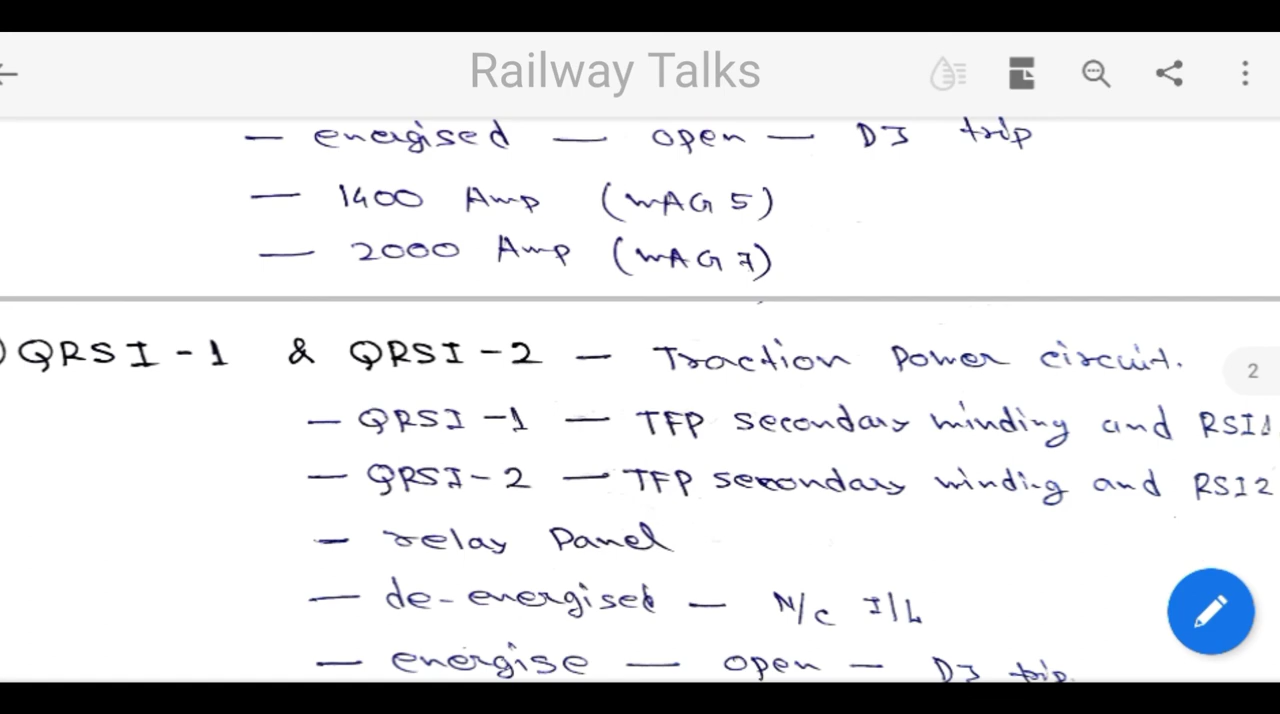 Railway Talks
— energised — open — DJ trip
— 1400 Amp (WAG 5)
— 2000 Amp (WAG 7)
) QRSI-1 & QRSI-2 — Traction Power circuit.
2
— QRSI-1 — TFP secondary winding and RSI1
— QRSI-2 — TFP secondary winding and RSI2
— relay Panel
— de-energised — N/C I/L
— energise — open — DJ trip